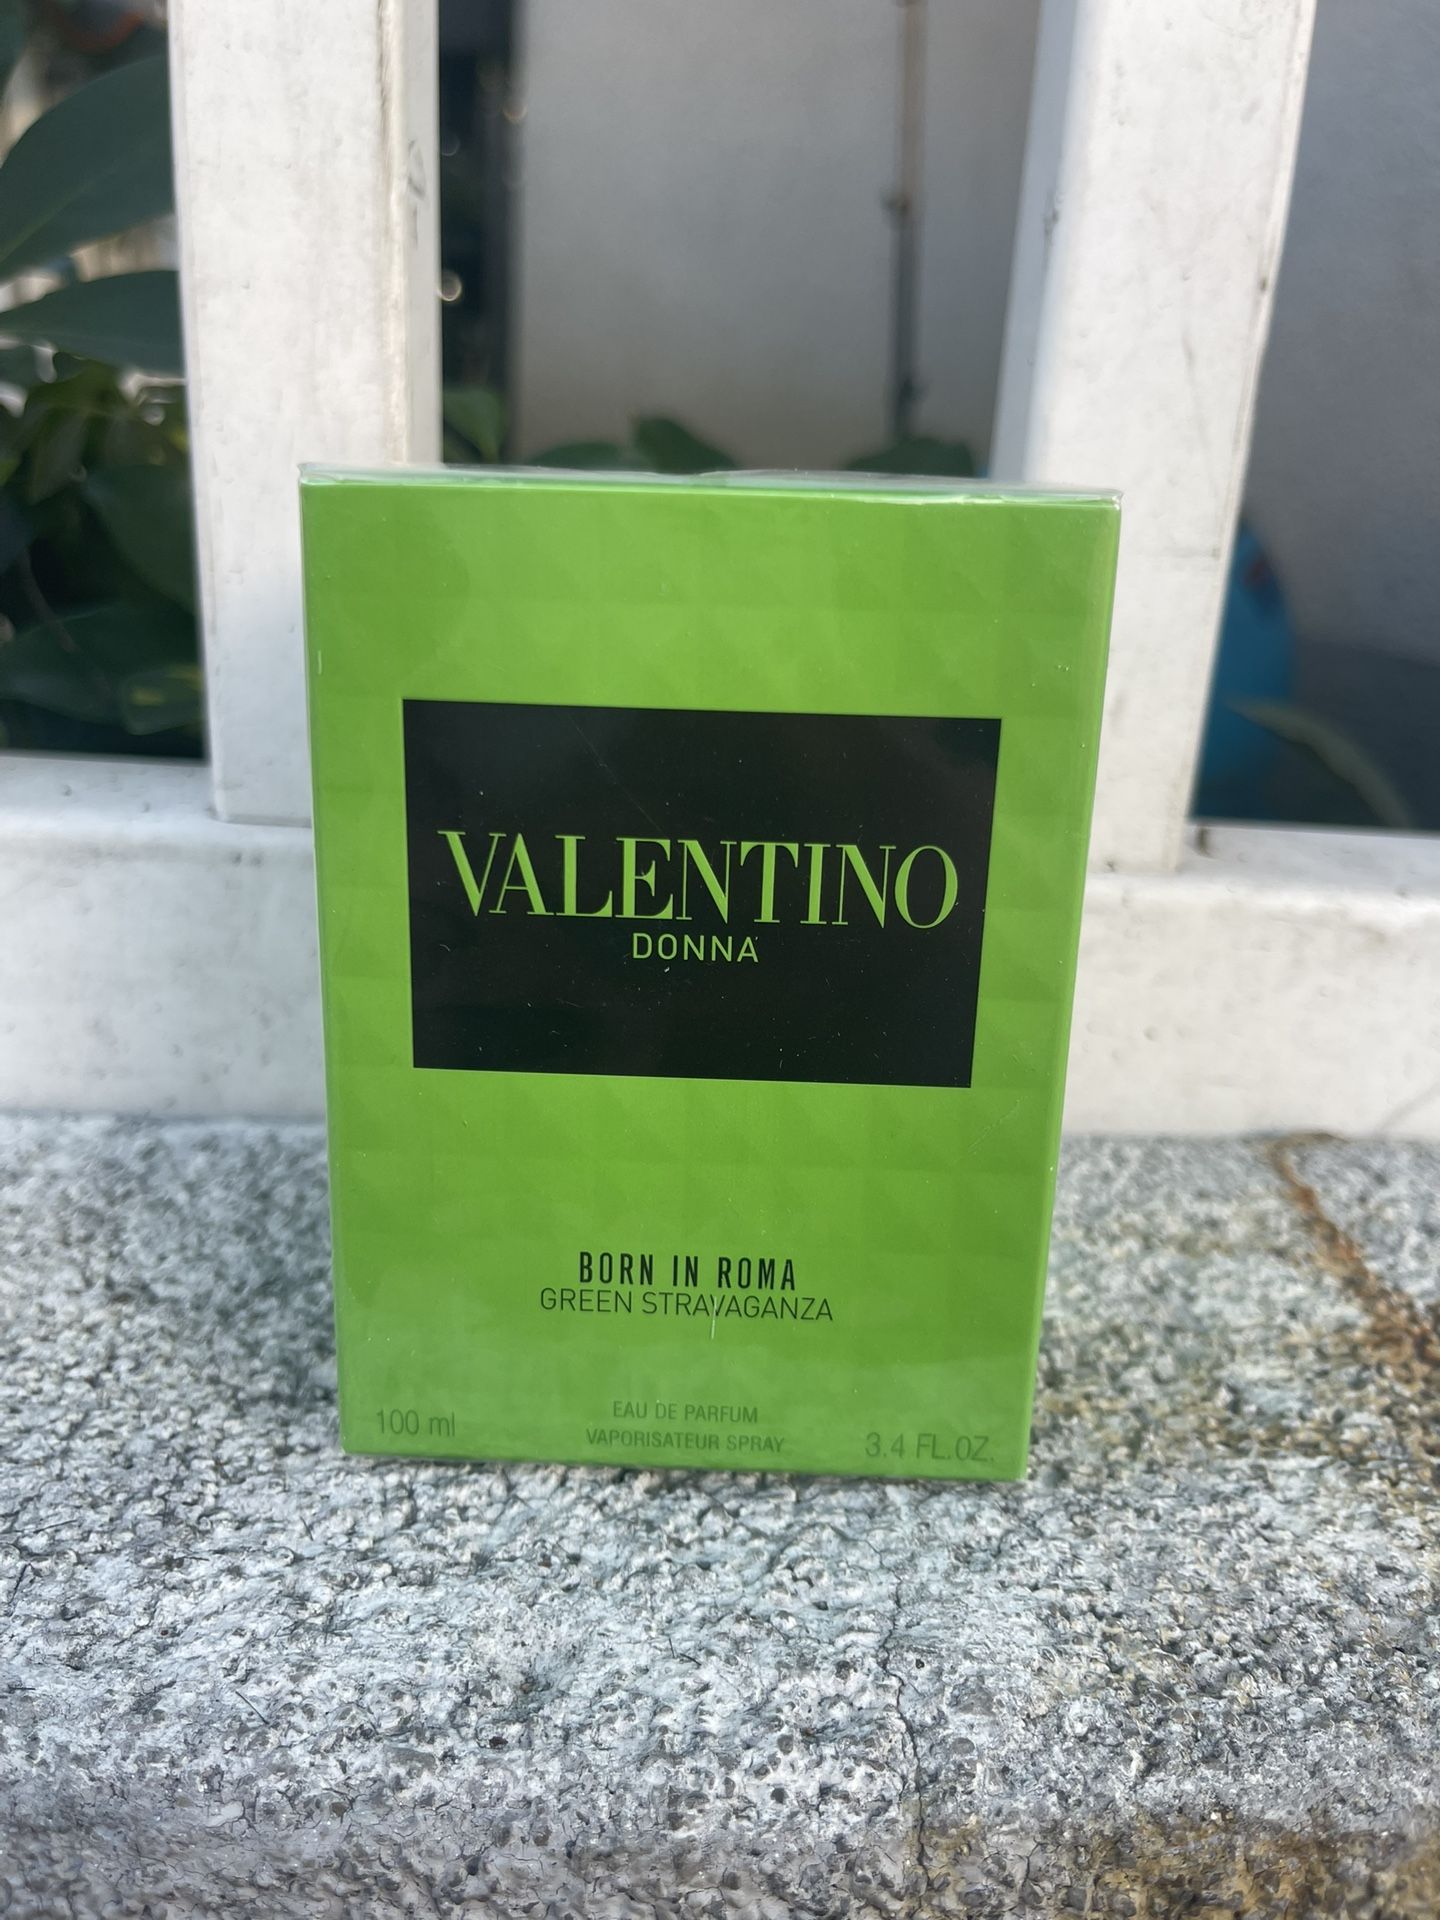 VALENTINO
DONNA
BORN IN ROMA
GREEN STRAVAGANZA
EAU DE PARFUM
100 ml VAPORISATEUR SPRAY 3.4 FL.OZ.